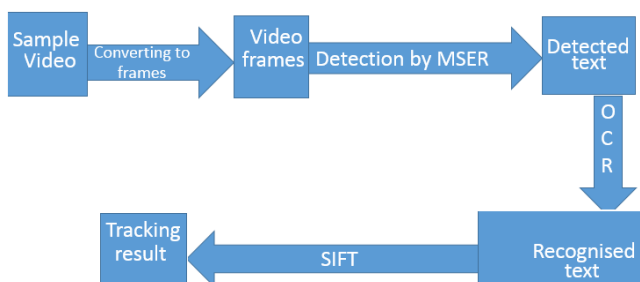 Sample
Video
Converting to
frames
Video
frames
Detection by MSER
Detected
text
O
C
R
Recognised
text
SIFT
Tracking
result